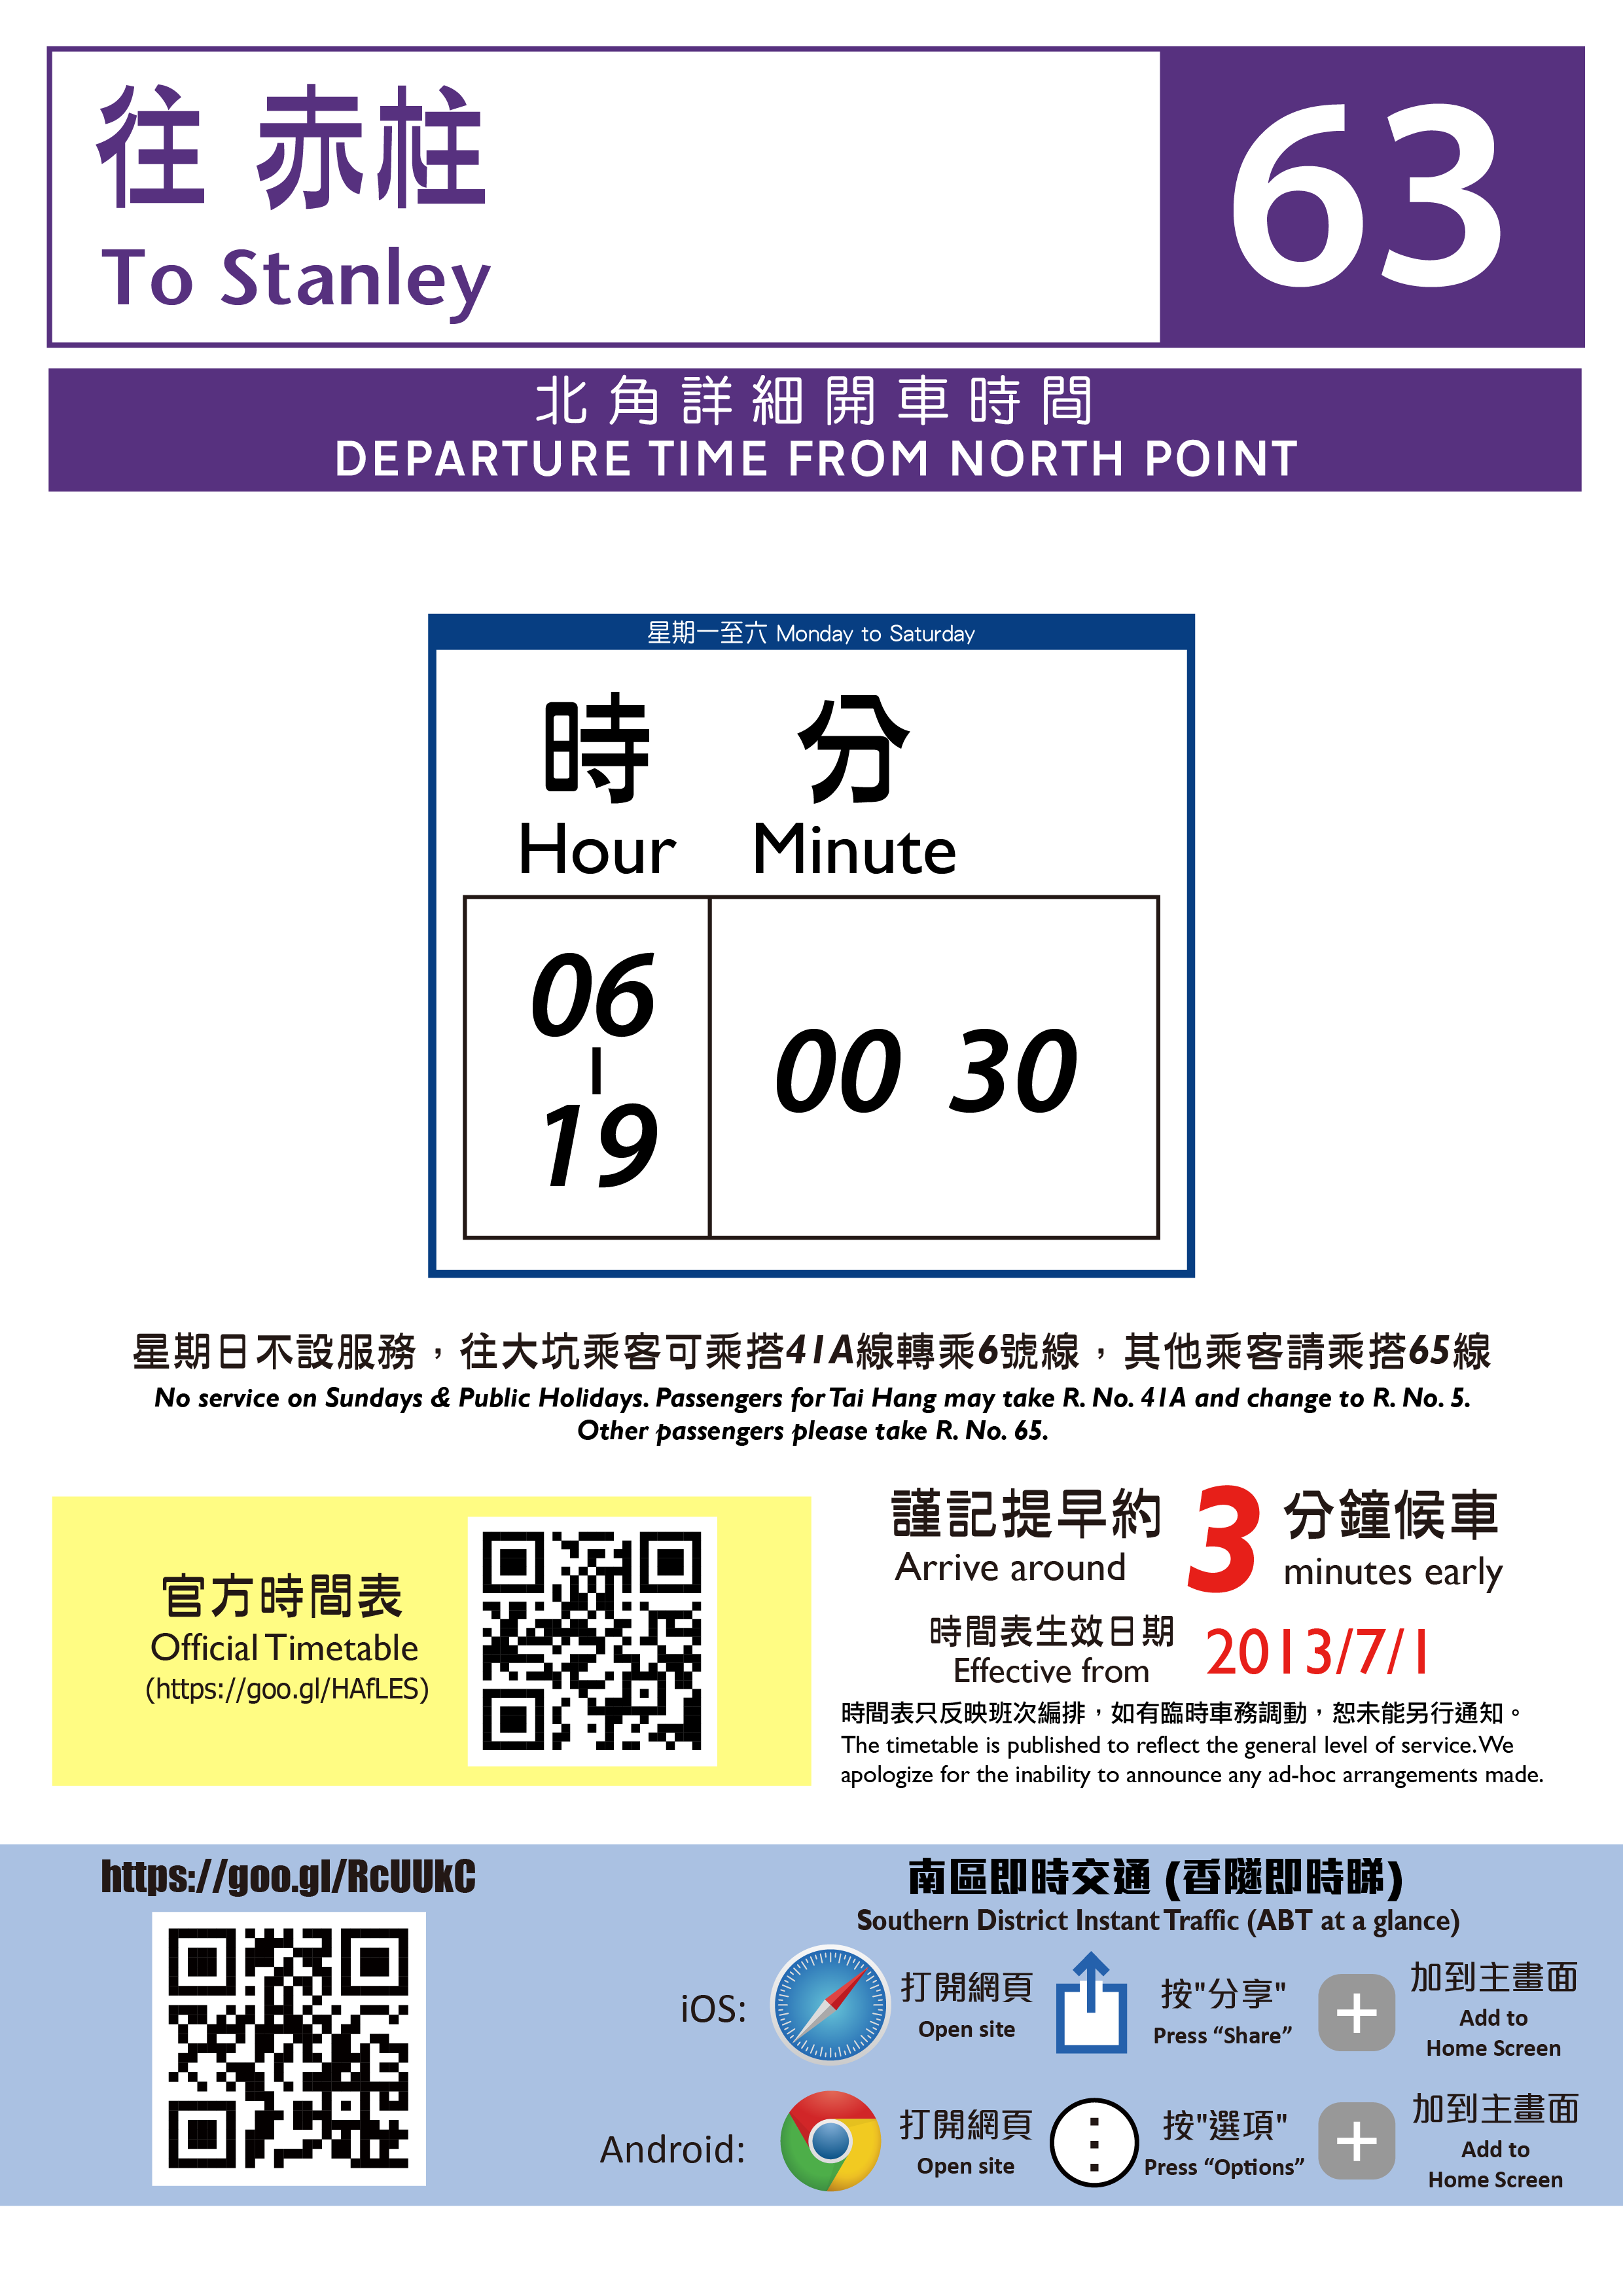 往 赤柱
To Stanley
63
北角詳細開車時間
DEPARTURE TIME FROM NORTH POINT
星期一至六 Monday to Saturday
時 分
Hour Minute
06
|
19
00 30
星期日不設服務，往大坑乘客可乘搭41A線轉乘6號線，其他乘客請乘搭65線
No service on Sundays & Public Holidays. Passengers for Tai Hang may take R. No. 41A and change to R. No. 5.
Other passengers please take R. No. 65.
官方時間表
Official Timetable
(https://goo.gl/HAfLES)
謹記提早約 3 分鐘候車
Arrive around minutes early
時間表生效日期
Effective from
2013/7/1
時間表只反映班次編排，如有臨時車務調動，恕未能另行通知。
The timetable is published to reflect the general level of service. We
apologize for the inability to announce any ad-hoc arrangements made.
https://goo.gl/RcUUkC
南區即時交通 (香隧即時睇)
Southern District Instant Traffic (ABT at a glance)
iOS:
打開網頁
Open site
按"分享"
Press “Share”
加到主畫面
Add to
Home Screen
Android:
打開網頁
Open site
按"選項"
Press “Options”
加到主畫面
Add to
Home Screen